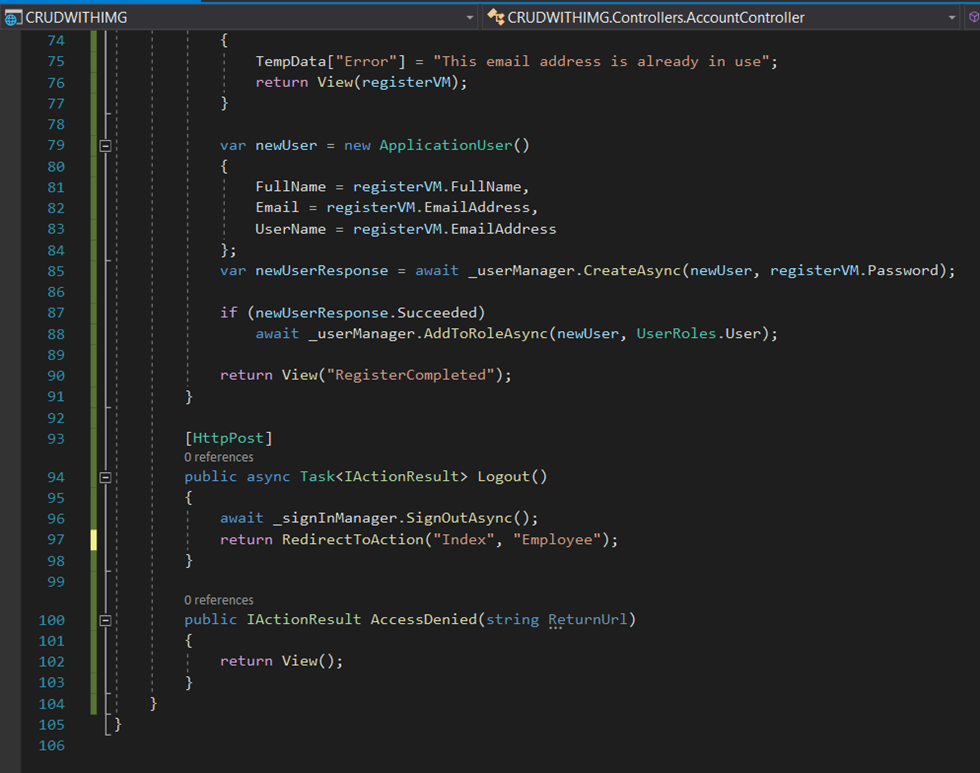 CRUDWITHIMG CRUDWITHIMG.Controllers.AccountController
74 {
75 TempData["Error"] = "This email address is already in use";
76 return View(registerVM);
77 }
78
79 var newUser = new ApplicationUser()
80 {
81 FullName = registerVM.FullName,
82 Email = registerVM.EmailAddress,
83 UserName = registerVM.EmailAddress
84 };
85 var newUserResponse = await _userManager.CreateAsync(newUser, registerVM.Password);
86
87 if (newUserResponse.Succeeded)
88 await _userManager.AddToRoleAsync(newUser, UserRoles.User);
89
90 return View("RegisterCompleted");
91 }
92
93 [HttpPost]
0 references
94 public async Task<IActionResult> Logout()
95 {
96 await _signInManager.SignOutAsync();
97 return RedirectToAction("Index", "Employee");
98 }
99
0 references
100 public IActionResult AccessDenied(string ReturnUrl)
101 {
102 return View();
103 }
104 }
105 }
106